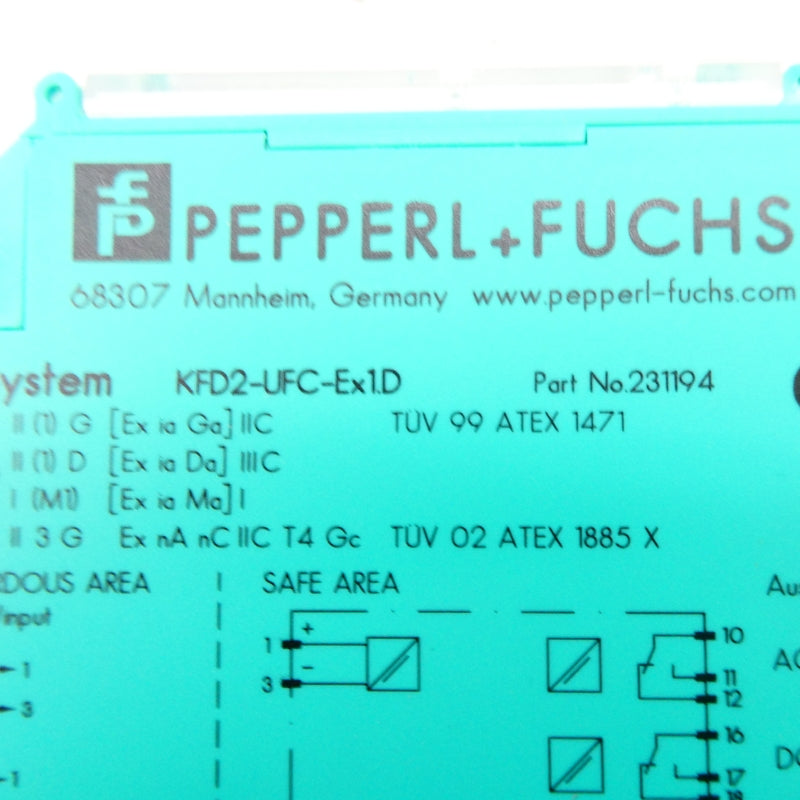 PEPPERL+FUCHS
68307 Mannheim, Germany www.pepperl-fuchs.com
ystem KFD2-UFC-Ex1.D Part No.231194
II (1) G [Ex ia Ga] IIC TÜV 99 ATEX 1471
II (1) D [Ex ia Da] IIIC
I (M1) [Ex ia Ma] I
II 3 G Ex nA nC IIC T4 Gc TÜV 02 ATEX 1885 X
RDOUS AREA SAFE AREA
/input
+
1
−
3
1
3
1
10
11
12
16
17
18